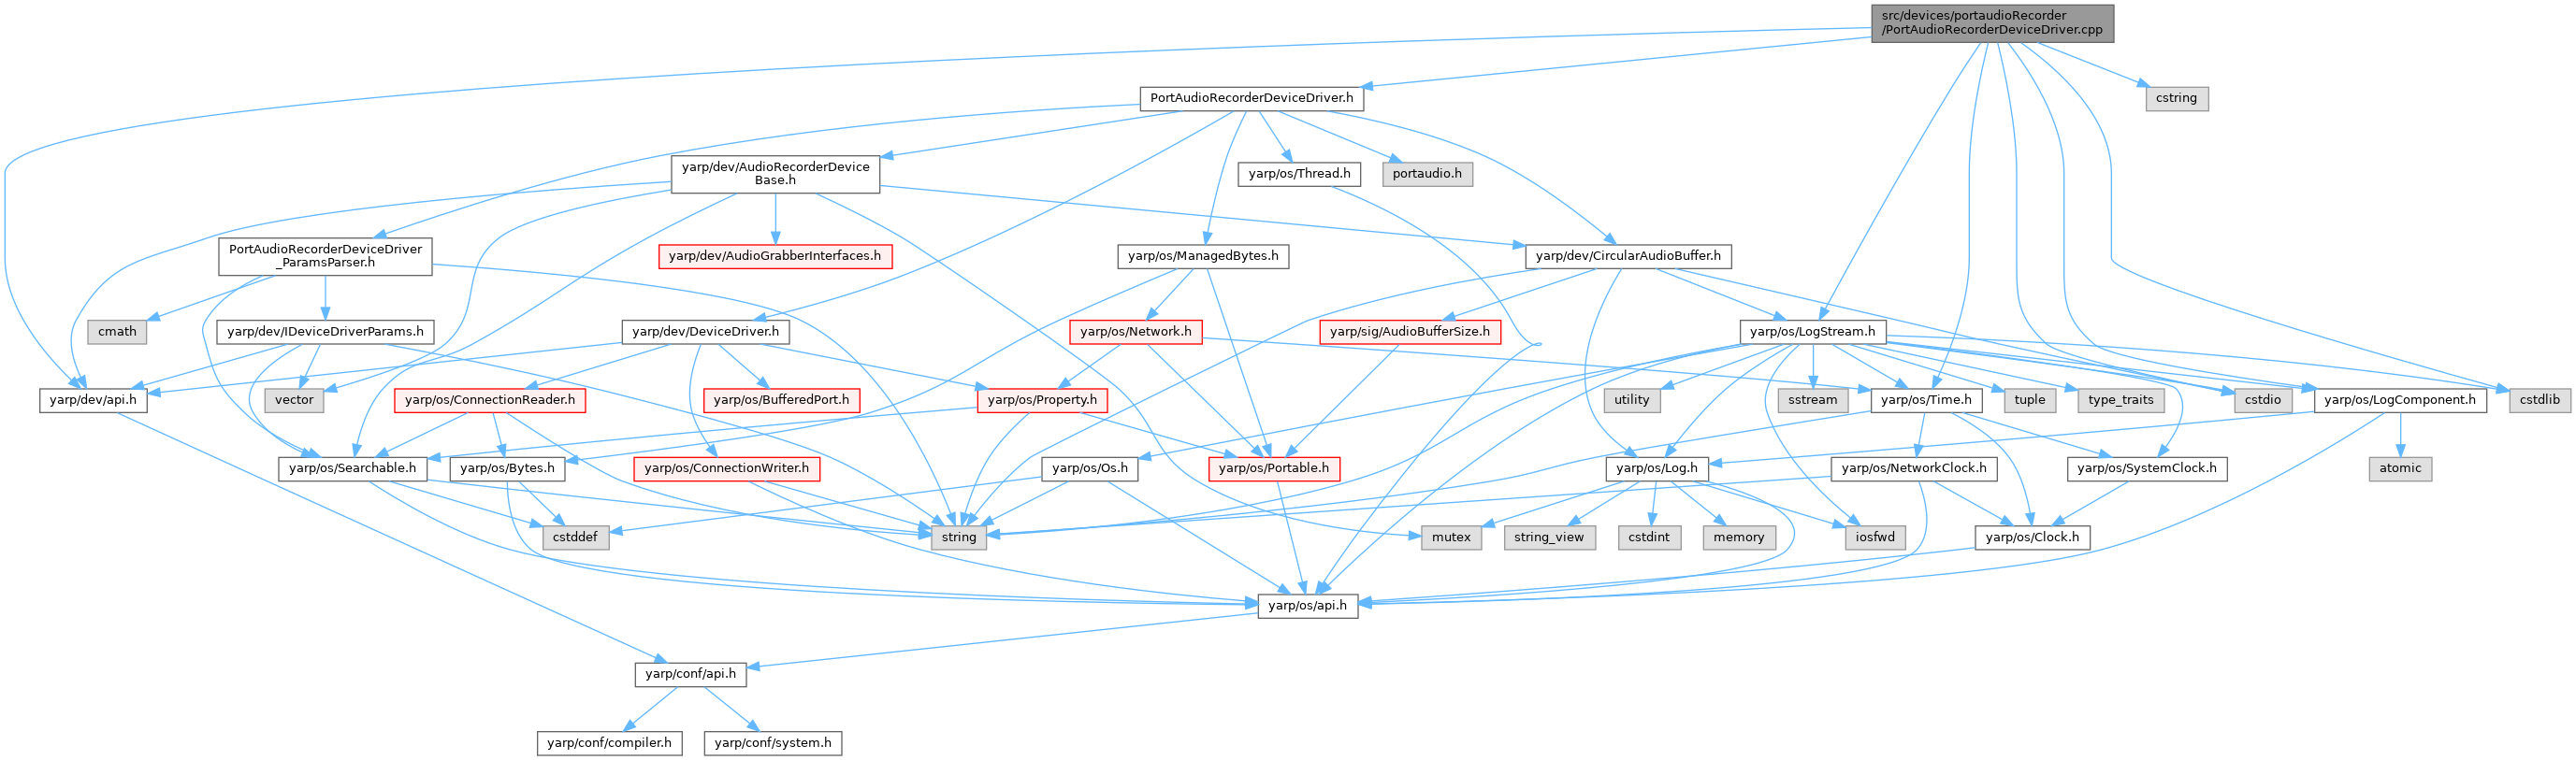 src/devices/portaudioRecorder
/PortAudioRecorderDeviceDriver.cpp
PortAudioRecorderDeviceDriver.h
cstring
yarp/dev/AudioRecorderDevice
Base.h
yarp/os/Thread.h
portaudio.h
PortAudioRecorderDeviceDriver
_ParamsParser.h
yarp/dev/AudioGrabberInterfaces.h
yarp/os/ManagedBytes.h
yarp/dev/CircularAudioBuffer.h
cmath
yarp/dev/IDeviceDriverParams.h
yarp/dev/DeviceDriver.h
yarp/os/Network.h
yarp/sig/AudioBufferSize.h
yarp/os/LogStream.h
yarp/dev/api.h
vector
yarp/os/ConnectionReader.h
yarp/os/BufferedPort.h
yarp/os/Property.h
utility
sstream
yarp/os/Time.h
tuple
type_traits
cstdio
yarp/os/LogComponent.h
cstdlib
yarp/os/Searchable.h
yarp/os/Bytes.h
yarp/os/ConnectionWriter.h
yarp/os/Os.h
yarp/os/Portable.h
yarp/os/Log.h
yarp/os/NetworkClock.h
yarp/os/SystemClock.h
atomic
cstddef
string
mutex
string_view
cstdint
memory
iosfwd
yarp/os/Clock.h
yarp/os/api.h
yarp/conf/api.h
yarp/conf/compiler.h
yarp/conf/system.h